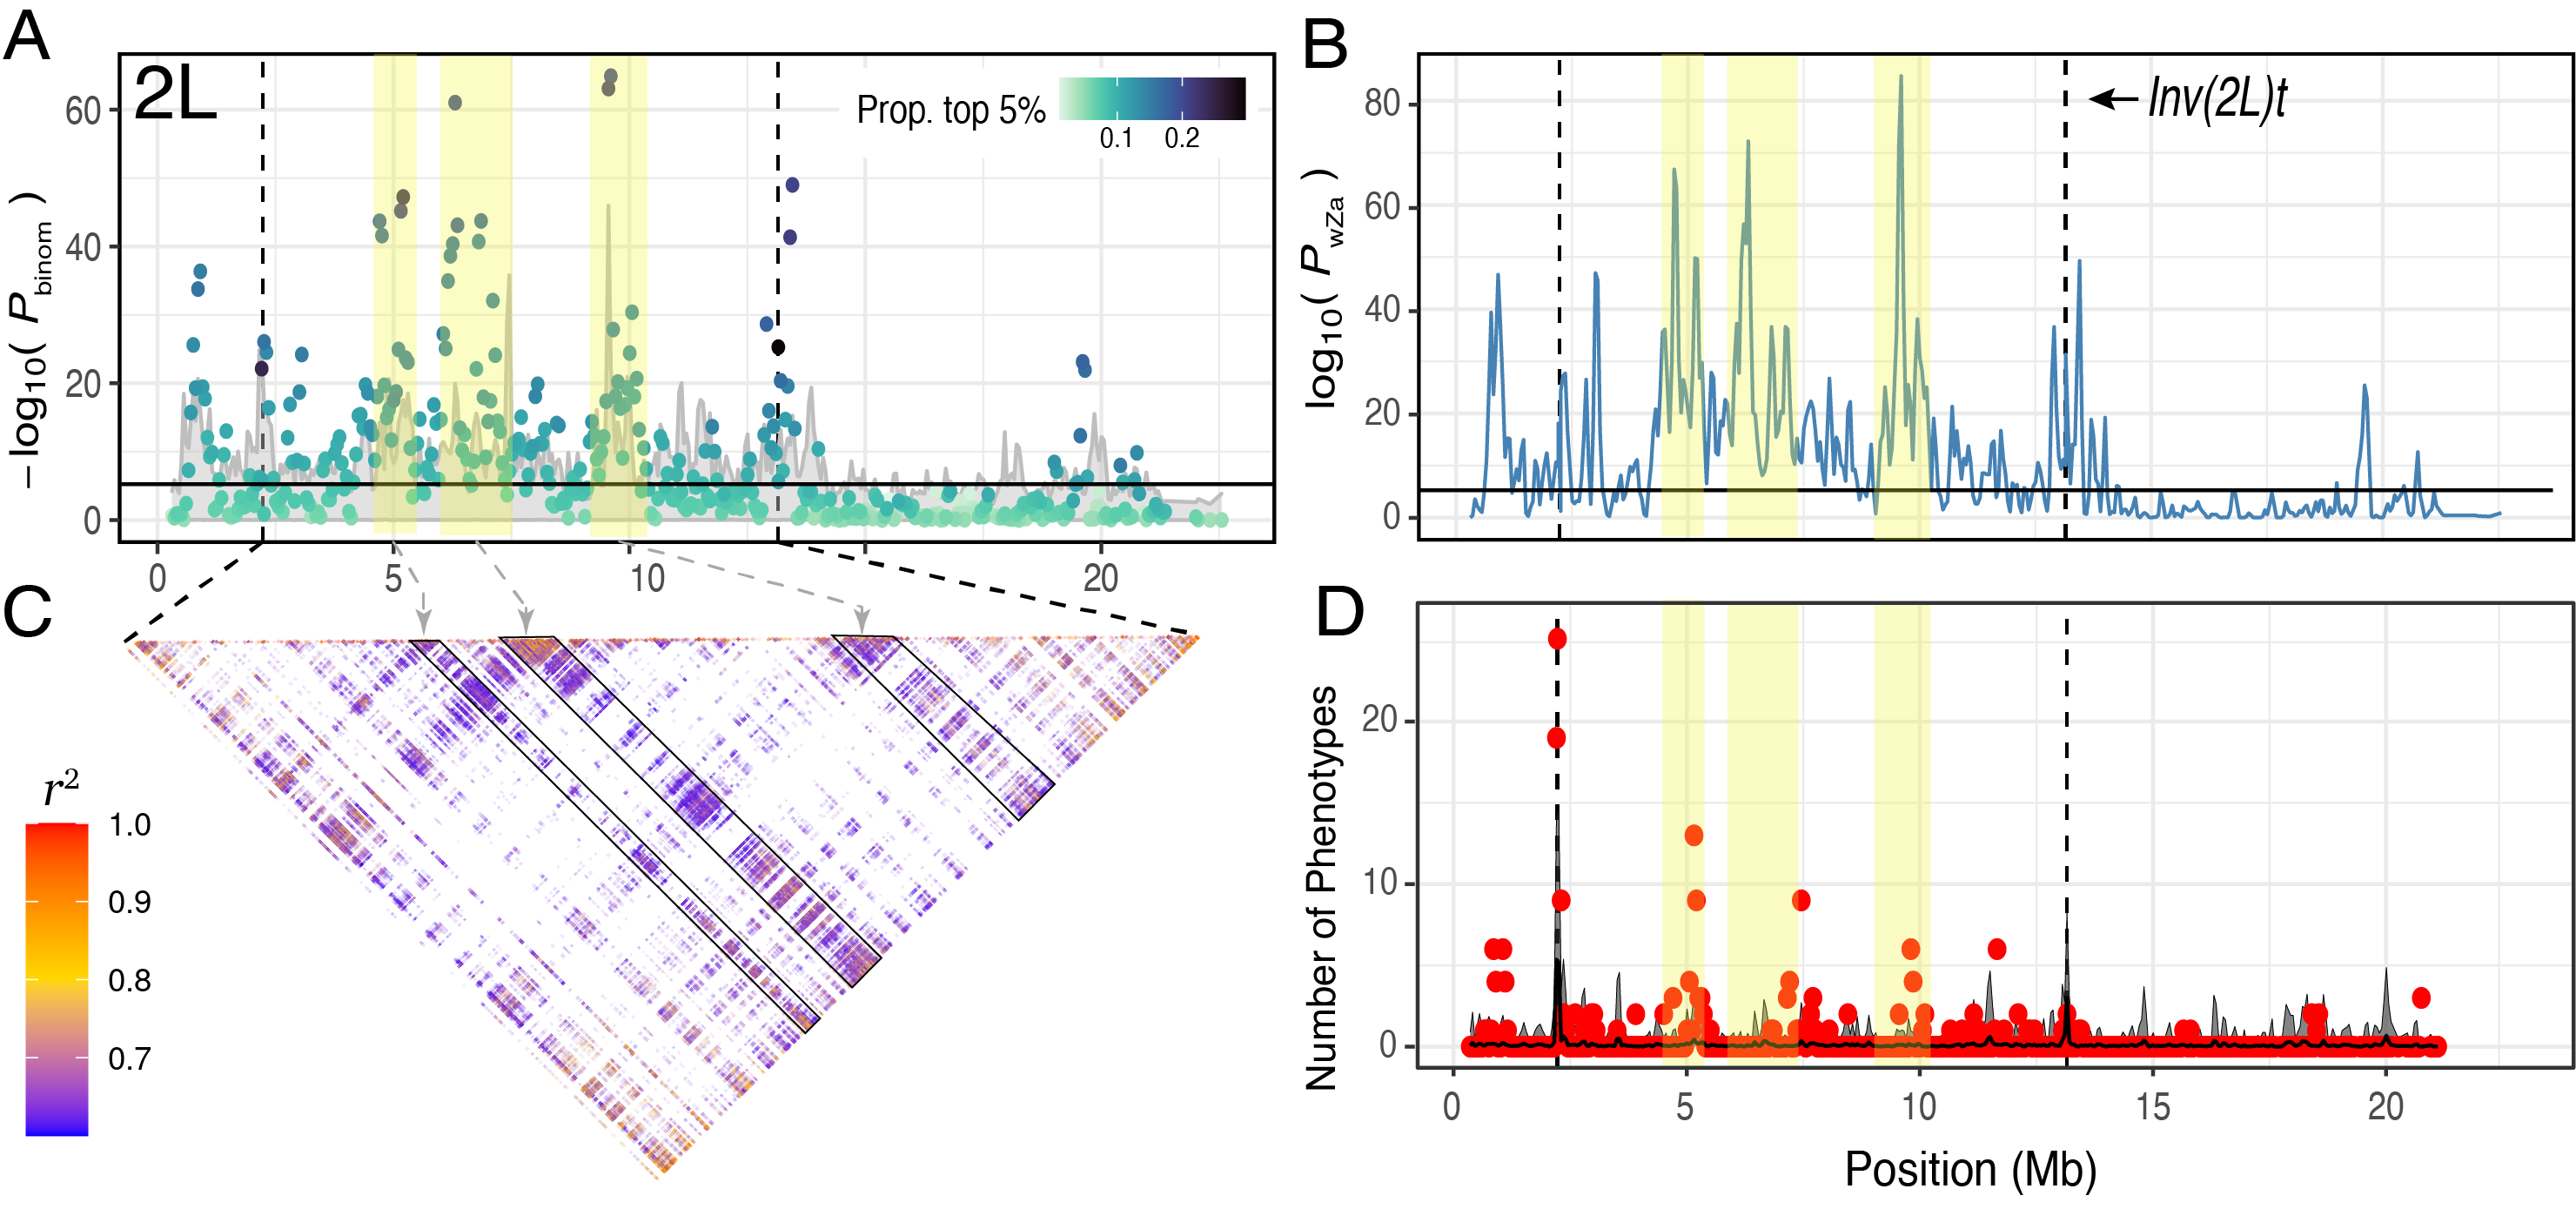 A
2L
Prop. top 5%
0.1 0.2
−log10( Pbinom )
60
40
20
0
0 5 10 20
B
Inv(2L)t
log10( PwZa )
80
60
40
20
0
C
r²
1.0
0.9
0.8
0.7
D
Number of Phenotypes
20
10
0
0 5 10 15 20
Position (Mb)